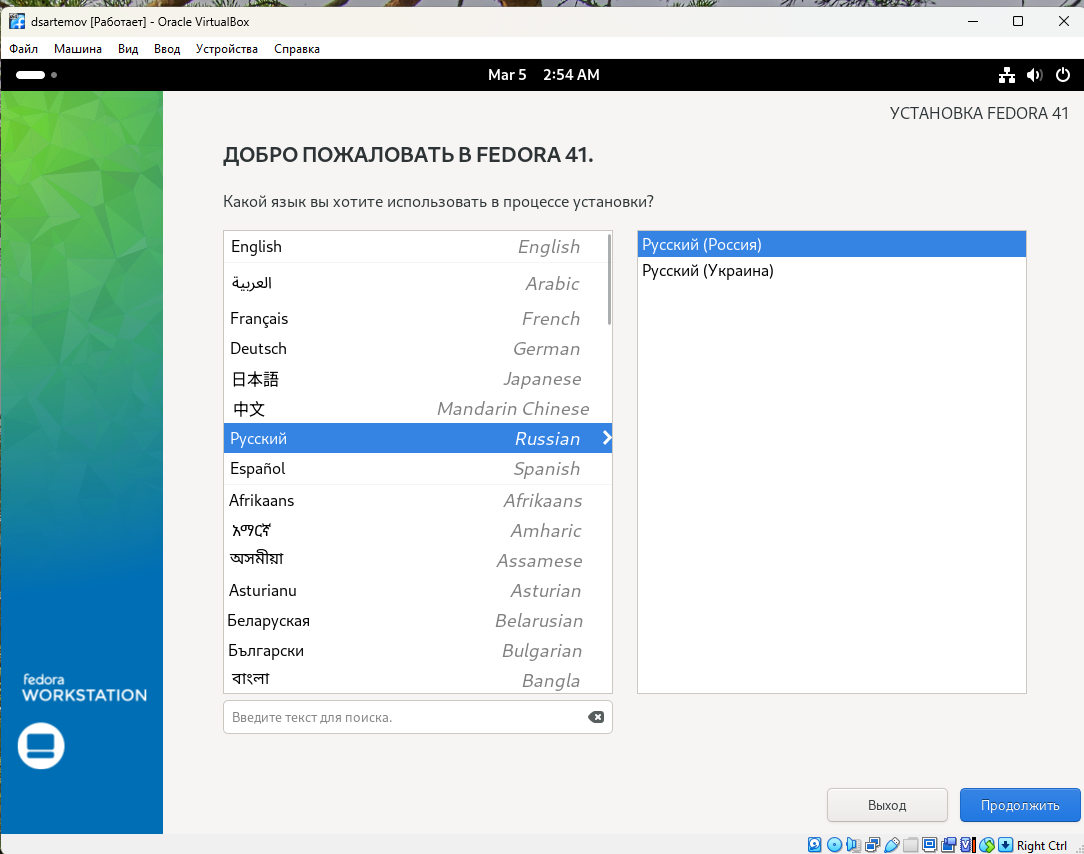 dsartemov [Работает] - Oracle VirtualBox
Файл Машина Вид Ввод Устройства Справка
Mar 5 2:54 AM
УСТАНОВКА FEDORA 41
ДОБРО ПОЖАЛОВАТЬ В FEDORA 41.
Какой язык вы хотите использовать в процессе установки?
English English
العربية Arabic
Français French
Deutsch German
日本語 Japanese
中文 Mandarin Chinese
Русский Russian
Español Spanish
Afrikaans Afrikaans
አማርኛ Amharic
অসমীয়া Assamese
Asturianu Asturian
Беларуская Belarusian
Български Bulgarian
বাংলা Bangla
Русский (Россия)
Русский (Украина)
Введите текст для поиска.
fedora
WORKSTATION
Выход Продолжить
Right Ctrl